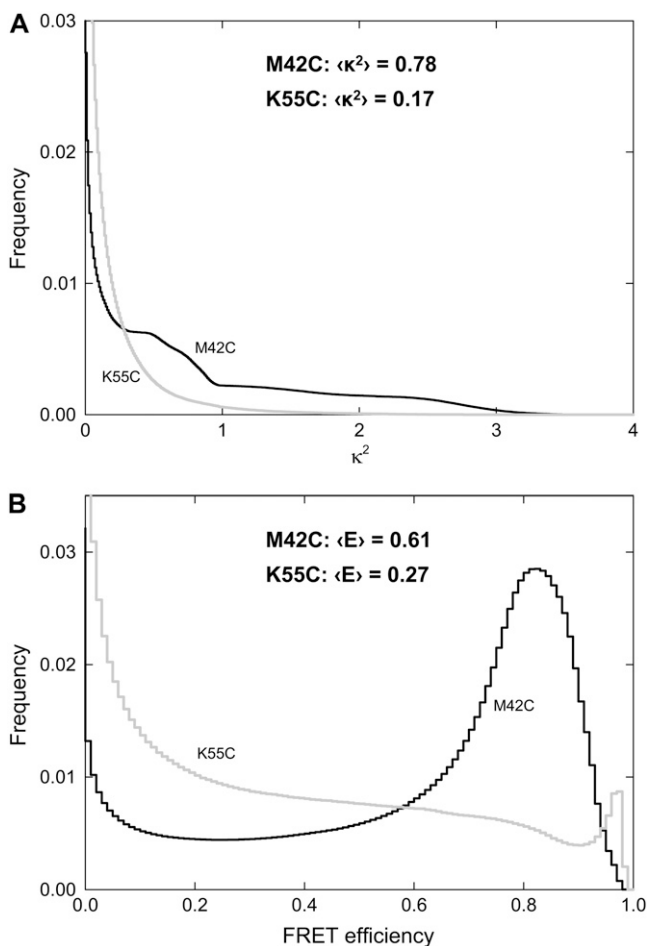 A
0.03
M42C: ‹κ²› = 0.78
K55C: ‹κ²› = 0.17
0.02
Frequency
0.01
M42C
K55C
0.00
0 1 2 3 4
κ²
B
M42C: ‹E› = 0.61
K55C: ‹E› = 0.27
0.03
0.02
Frequency
M42C
K55C
0.01
0.00
0.0 0.2 0.4 0.6 0.8 1.0
FRET efficiency